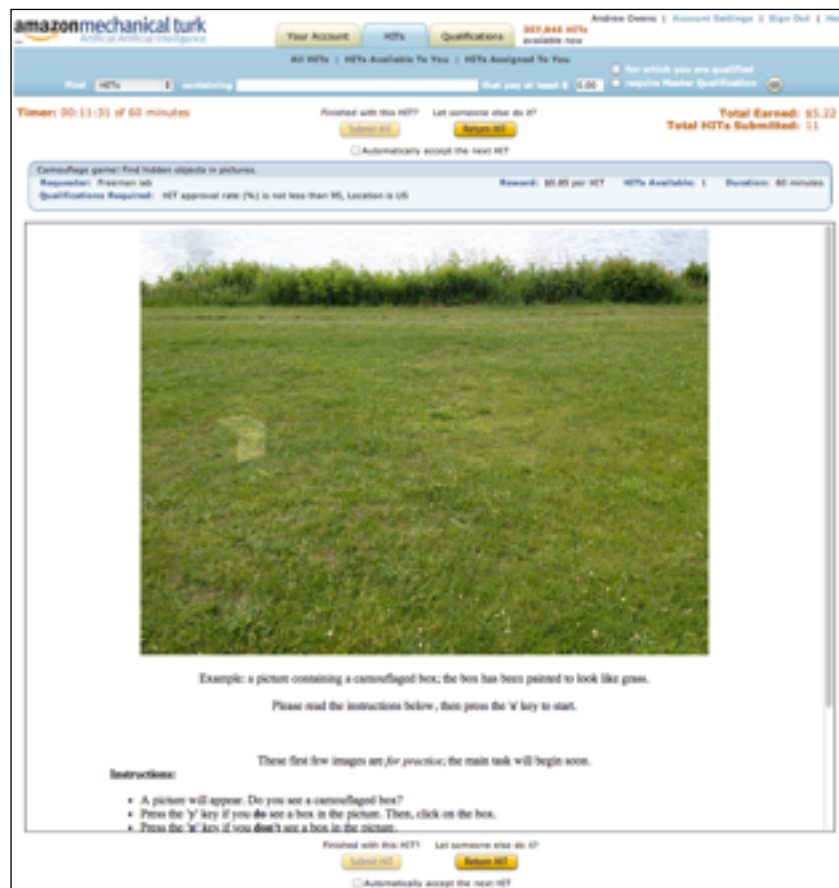 Andrew Owens | Account Settings | Sign Out |
amazonmechanical turk
Artificial Artificial Intelligence
Your Account HITs Qualifications
HITs
available now
All HITs | HITs Available To You | HITs Assigned To You
Find HITs containing that pay at least $ 0.00
for which you are qualified
require Master Qualification
Timer: 00:11:31 of 60 minutes
Finished with this HIT? Let someone else do it?
Submit HIT Return HIT
Total Earned: $5.22
Total HITs Submitted: 11
Automatically accept the next HIT
Camouflage game! Find hidden objects in pictures.
Requester: Freeman lab Reward: $0.85 per HIT HITs Available: 1 Duration: 60 minutes
Qualifications Required: HIT approval rate (%) is not less than 95, Location is US
Example: a picture containing a camouflaged box; the box has been painted to look like grass.
Please read the instructions below, then press the 's' key to start.
These first few images are for practice; the main task will begin soon.
Instructions:
• A picture will appear. Do you see a camouflaged box?
• Press the 'y' key if you do see a box in the picture. Then, click on the box.
• Press the 'n' key if you don't see a box in the picture.
Finished with this HIT? Let someone else do it?
Submit HIT Return HIT
Automatically accept the next HIT